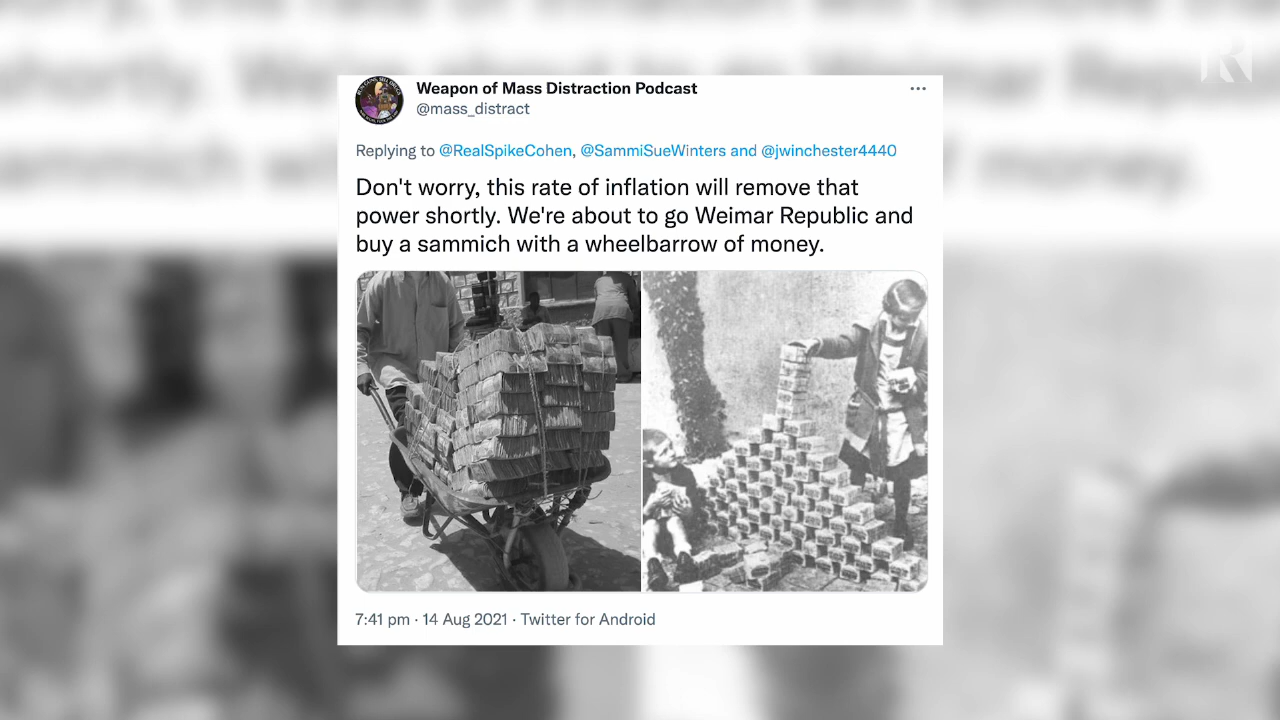 Weapon of Mass Distraction Podcast
@mass_distract
Replying to @RealSpikeCohen, @SammiSueWinters and @jwinchester4440
Don't worry, this rate of inflation will remove that
power shortly. We're about to go Weimar Republic and
buy a sammich with a wheelbarrow of money.
7:41 pm · 14 Aug 2021 · Twitter for Android